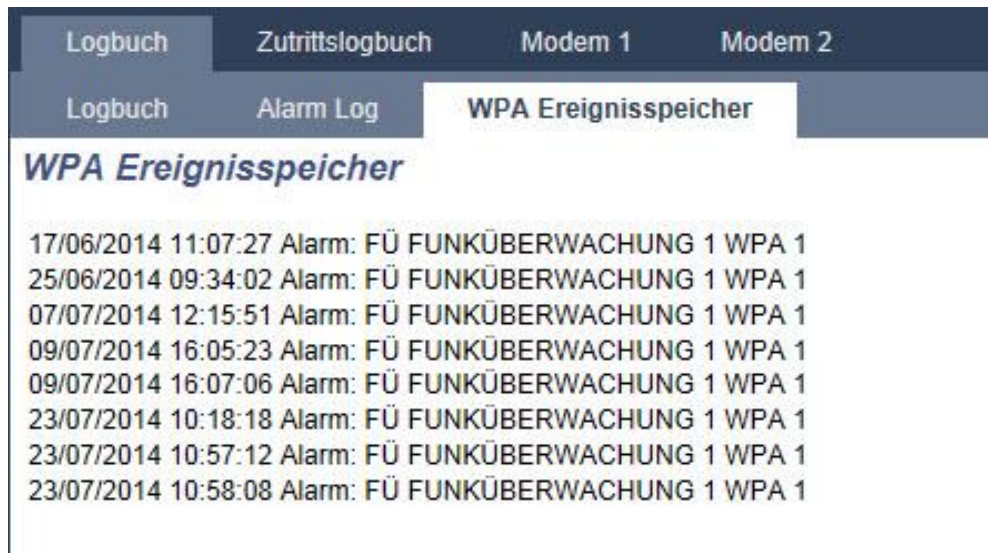 Logbuch Zutrittslogbuch Modem 1 Modem 2
Logbuch Alarm Log WPA Ereignisspeicher
WPA Ereignisspeicher
17/06/2014 11:07:27 Alarm: FÜ FUNKÜBERWACHUNG 1 WPA 1
25/06/2014 09:34:02 Alarm: FÜ FUNKÜBERWACHUNG 1 WPA 1
07/07/2014 12:15:51 Alarm: FÜ FUNKÜBERWACHUNG 1 WPA 1
09/07/2014 16:05:23 Alarm: FÜ FUNKÜBERWACHUNG 1 WPA 1
09/07/2014 16:07:06 Alarm: FÜ FUNKÜBERWACHUNG 1 WPA 1
23/07/2014 10:18:18 Alarm: FÜ FUNKÜBERWACHUNG 1 WPA 1
23/07/2014 10:57:12 Alarm: FÜ FUNKÜBERWACHUNG 1 WPA 1
23/07/2014 10:58:08 Alarm: FÜ FUNKÜBERWACHUNG 1 WPA 1